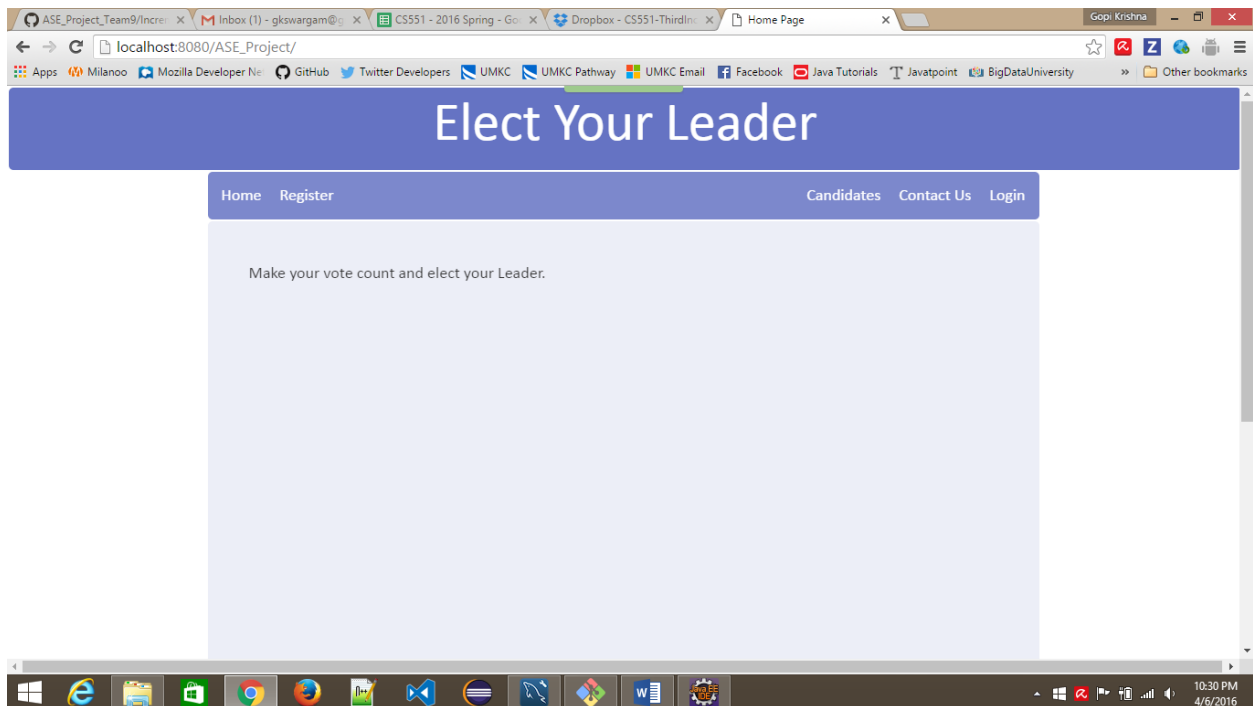 ASE_Project_Team9/Incre
Inbox (1) - gkswargam@g
CS551 - 2016 Spring - Go
Dropbox - CS551-ThirdInc
Home Page
Gopi Krishna
localhost:8080/ASE_Project/
Apps Milanoo Mozilla Developer Ne GitHub Twitter Developers UMKC UMKC Pathway UMKC Email Facebook Java Tutorials Javatpoint BigDataUniversity » Other bookmarks
Elect Your Leader
Home Register Candidates Contact Us Login
Make your vote count and elect your Leader.
10:30 PM
4/6/2016